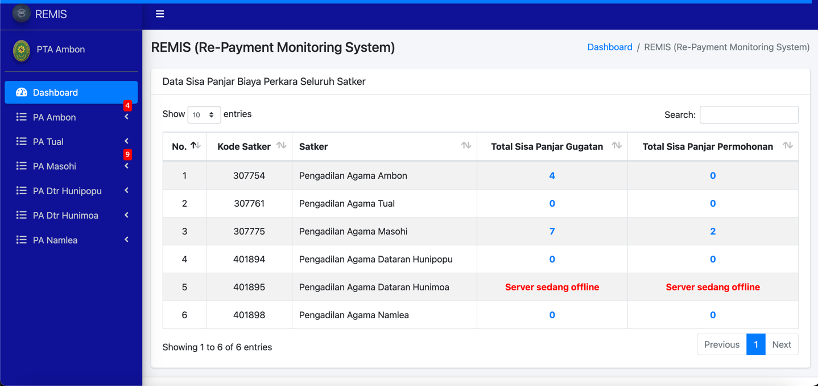 REMIS
PTA Ambon
Dashboard
4
PA Ambon
PA Tual
9
PA Masohi
PA Dtr Hunipopu
PA Dtr Hunimoa
PA Namlea
REMIS (Re-Payment Monitoring System)
Dashboard / REMIS (Re-Payment Monitoring System)
Data Sisa Panjar Biaya Perkara Seluruh Satker
Show 10 entries
Search:
No. Kode Satker Satker Total Sisa Panjar Gugatan Total Sisa Panjar Permohonan
1 307754 Pengadilan Agama Ambon 4 0
2 307761 Pengadilan Agama Tual 0 0
3 307775 Pengadilan Agama Masohi 7 2
4 401894 Pengadilan Agama Dataran Hunipopu 0 0
5 401895 Pengadilan Agama Dataran Hunimoa Server sedang offline Server sedang offline
6 401898 Pengadilan Agama Namlea 0 0
Showing 1 to 6 of 6 entries
Previous 1 Next